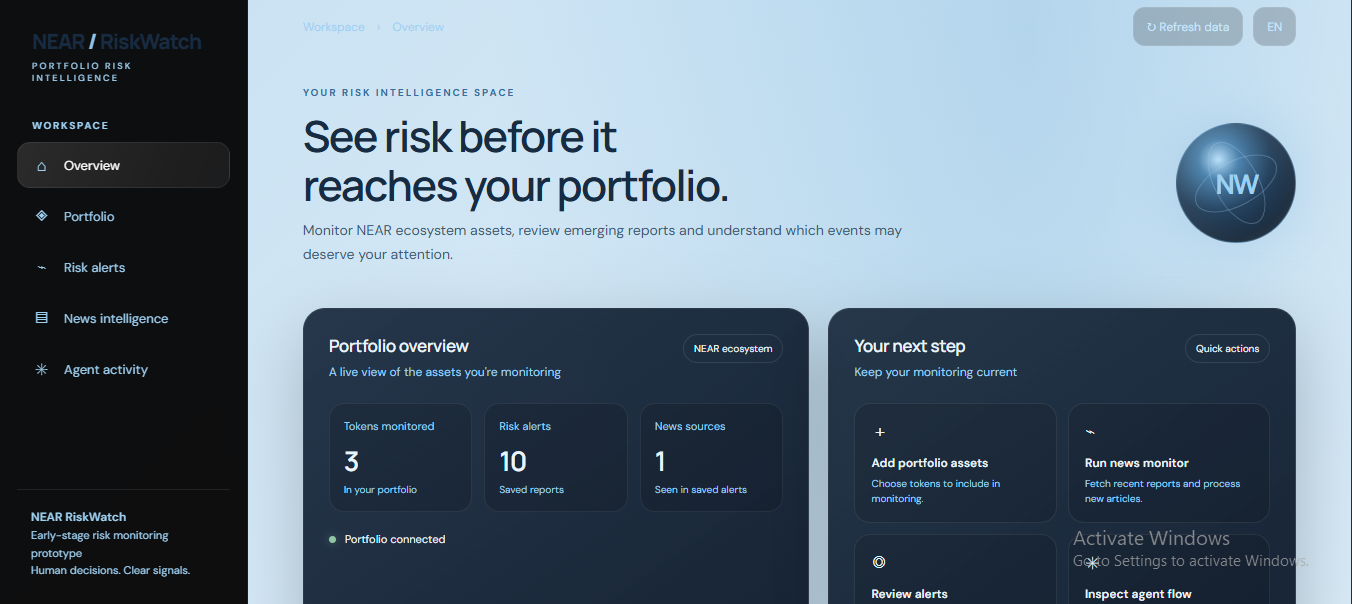 NEAR / RiskWatch
PORTFOLIO RISK
INTELLIGENCE
WORKSPACE
Overview
Portfolio
Risk alerts
News intelligence
Agent activity
NEAR RiskWatch
Early-stage risk monitoring
prototype
Human decisions. Clear signals.
Workspace › Overview
↻ Refresh data
EN
YOUR RISK INTELLIGENCE SPACE
See risk before it
reaches your portfolio.
Monitor NEAR ecosystem assets, review emerging reports and understand which events may
deserve your attention.
NW
Portfolio overview
NEAR ecosystem
A live view of the assets you're monitoring
Tokens monitored
3
In your portfolio
Risk alerts
10
Saved reports
News sources
1
Seen in saved alerts
Portfolio connected
Your next step
Quick actions
Keep your monitoring current
+
Add portfolio assets
Choose tokens to include in
monitoring.
Run news monitor
Fetch recent reports and process
new articles.
Review alerts
Inspect agent flow
Activate Windows
Go to Settings to activate Windows.